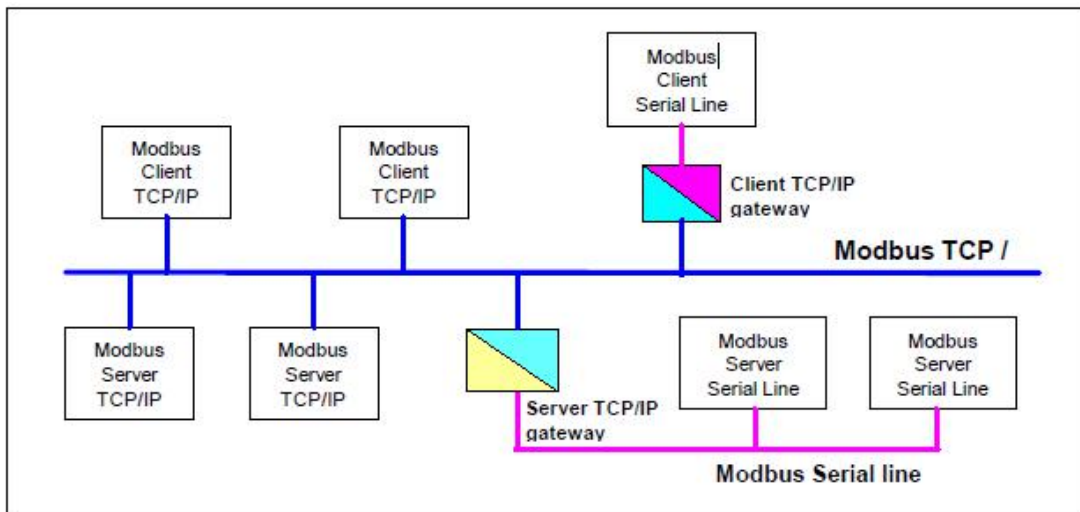 Modbus
Client
Serial Line
Modbus
Client
TCP/IP
Modbus
Client
TCP/IP
Client TCP/IP
gateway
Modbus TCP /
Modbus
Server
TCP/IP
Modbus
Server
TCP/IP
Server TCP/IP
gateway
Modbus
Server
Serial Line
Modbus
Server
Serial Line
Modbus Serial line